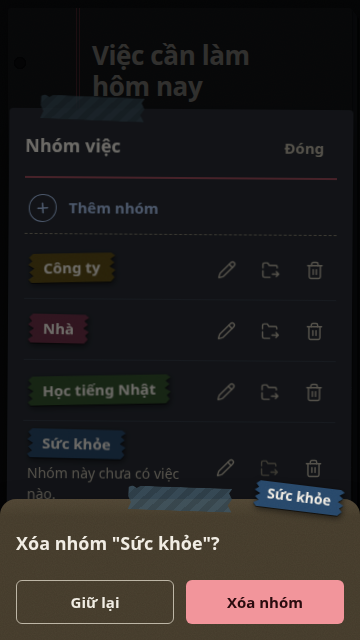 Việc cần làm
hôm nay
Nhóm việc
Đóng
Thêm nhóm
Công ty
Nhà
Học tiếng Nhật
Sức khỏe
Nhóm này chưa có việc
nào.
Sức khỏe
Xóa nhóm "Sức khỏe"?
Giữ lại
Xóa nhóm